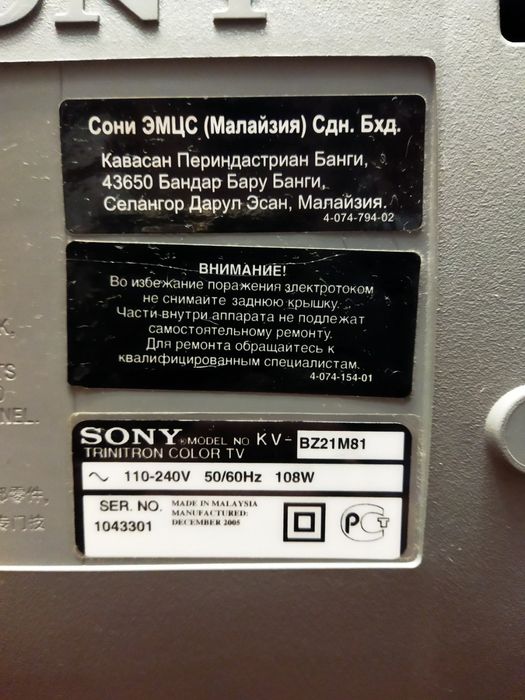 Сони ЭМЦС (Малайзия) Сдн. Бхд.
Кавасан Периндастриан Банги,
43650 Бандар Бару Банги,
Селангор Дарул Эсан, Малайзия.
4-074-794-02
ВНИМАНИЕ!
Во избежание поражения злектротоком
не снимайте заднюю крышку.
Части внутри аппарата не подлежат
самостоятельному ремонту.
Для ремонта обращайтесь к
квалифицированным специалистам.
4-074-154-01
NEL.
SONY ® MODEL NO KV-BZ21M81
TRINITRON COLOR TV
~ 110-240V 50/60Hz 108W
SER. NO.
1043301
MADE IN MALAYSIA
MANUFACTURED:
DECEMBER 2005
РСТ